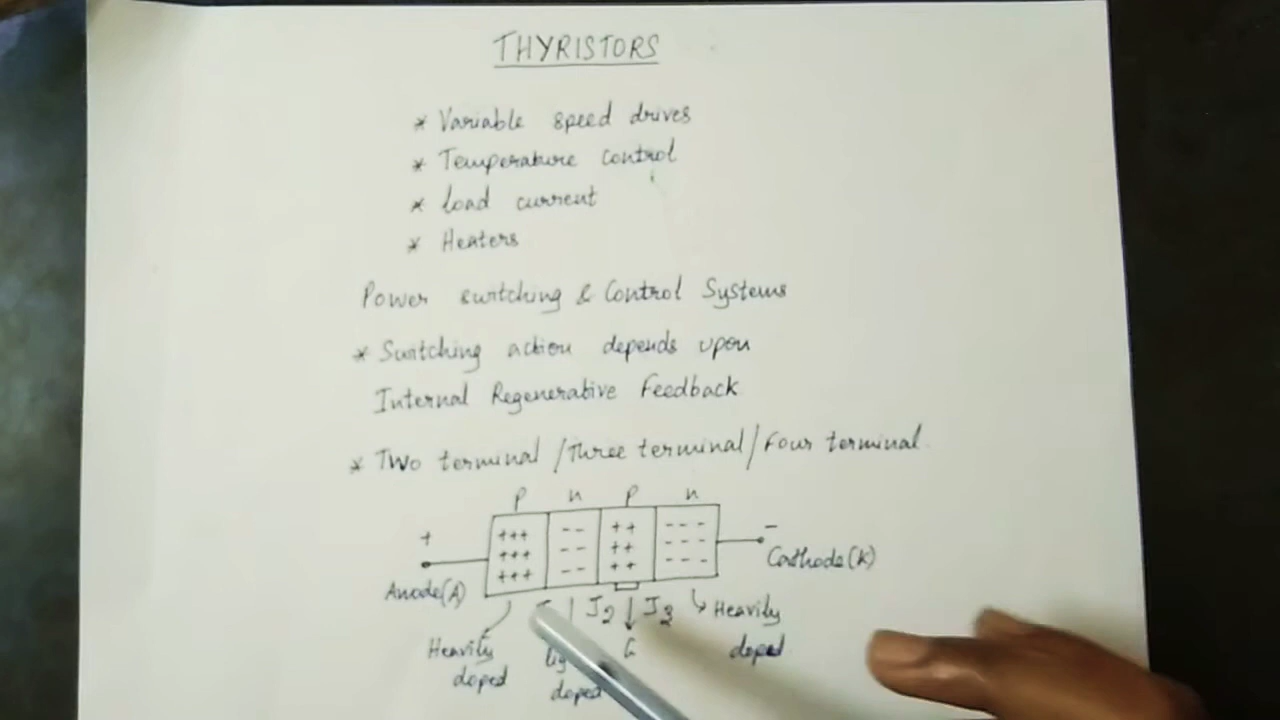 THYRISTORS
* Variable speed drives
* Temperature control
* load current
* Heaters
Power switching & Control Systems
* Switching action depends upon
Internal Regenerative Feedback
* Two terminal / Three terminal / Four terminal
P n P n
+ -
+++ -- ++ ---
+++ -- ++ ---
+++ -- ++ ---
Anode (A) Cathode (K)
J2 J3
Heavily G Heavily
doped doped doped